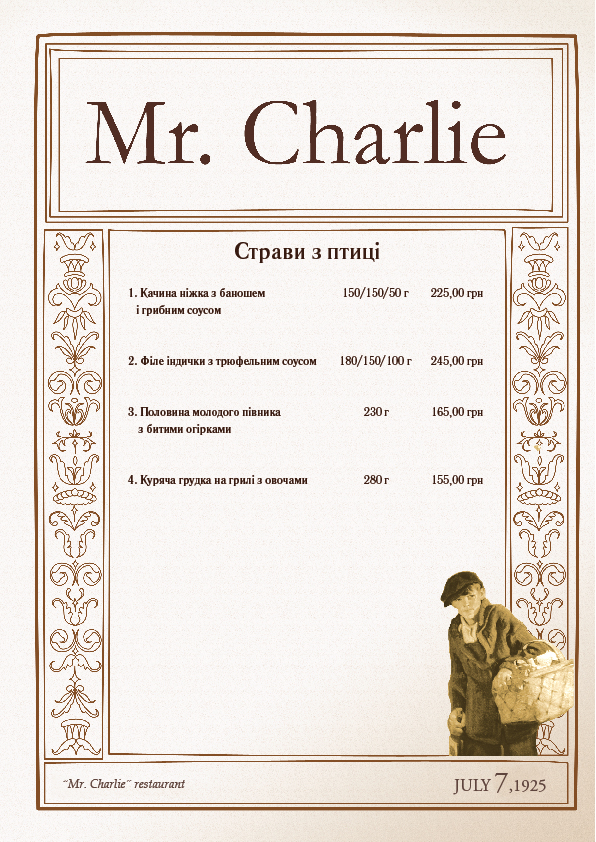 Mr. Charlie
Страви з птиці
1. Качина ніжка з баношем 150/150/50 г 225,00 грн
і грибним соусом
2. Філе індички з трюфельним соусом 180/150/100 г 245,00 грн
3. Половина молодого півника 230 г 165,00 грн
з битими огірками
4. Куряча грудка на грилі з овочами 280 г 155,00 грн
“Mr. Charlie” restaurant JULY 7,1925